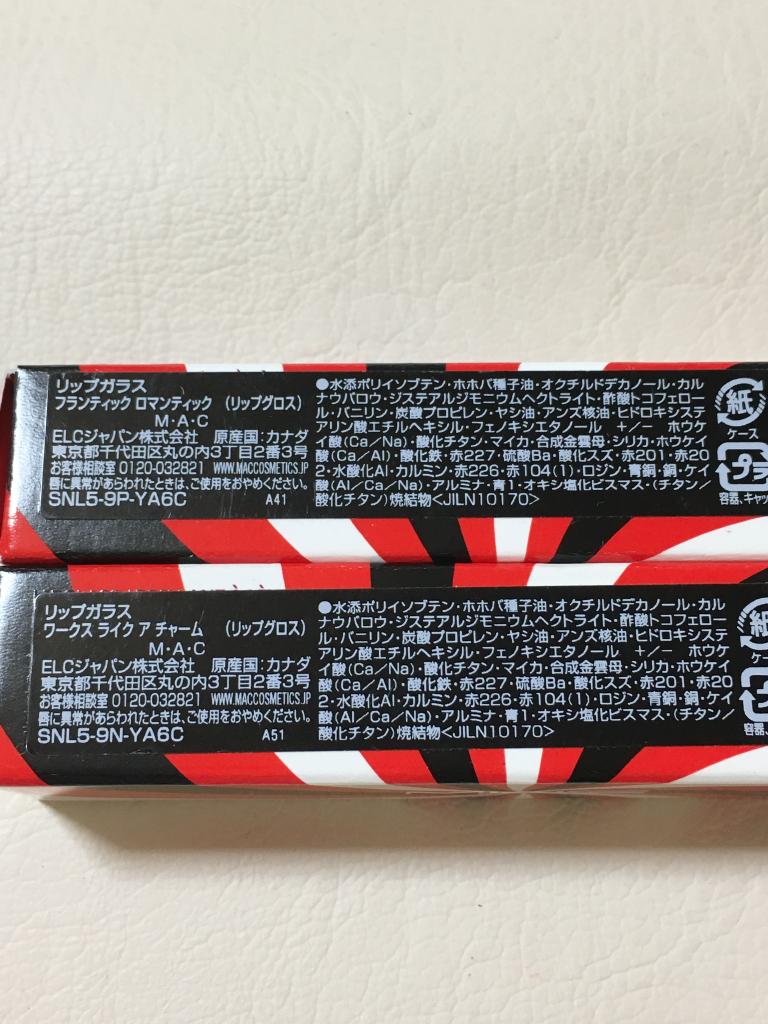 リップガラス
フランティック ロマンティック （リップグロス）
M·A·C
ELCジャパン株式会社 原産国:カナダ
東京都千代田区丸の内3丁目2番3号
お客様相談室 0120-032821 WWW.MACCOSMETICS.JP
唇に異常があらわれたときは、ご使用をおやめください。
SNL5-9P-YA6C A41
●水添ポリイソブテン·ホホバ種子油·オクチルドデカノール·カル
ナウバロウ·ジステアルジモニウムヘクトライト·酢酸トコフェロー
ル·バニリン·炭酸プロピレン·ヤシ油·アンズ核油·ヒドロキシステ
アリン酸エチルヘキシル·フェノキシエタノール +/− ホウケ
イ酸(Ca/Na)·酸化チタン·マイカ·合成金雲母·シリカ·ホウケイ
酸(Ca/Al)·酸化鉄·赤227·硫酸Ba·酸化スズ·赤201·赤20
2·水酸化Al·カルミン·赤226·赤104(1)·ロジン·青銅·銅·ケイ
酸(Al/Ca/Na)·アルミナ·青1·オキシ塩化ビスマス·(チタン/
酸化チタン)焼結物<JILN10170>
紙
ケース
プラ
容器、キャッ
リップガラス
ワークス ライク ア チャーム （リップグロス）
M·A·C
ELCジャパン株式会社 原産国:カナダ
東京都千代田区丸の内3丁目2番3号
お客様相談室 0120-032821 WWW.MACCOSMETICS.JP
唇に異常があらわれたときは、ご使用をおやめください。
SNL5-9N-YA6C A51
●水添ポリイソブテン·ホホバ種子油·オクチルドデカノール·カル
ナウバロウ·ジステアルジモニウムヘクトライト·酢酸トコフェロー
ル·バニリン·炭酸プロピレン·ヤシ油·アンズ核油·ヒドロキシステ
アリン酸エチルヘキシル·フェノキシエタノール +/− ホウケ
イ酸(Ca/Na)·酸化チタン·マイカ·合成金雲母·シリカ·ホウケイ
酸(Ca/Al)·酸化鉄·赤227·硫酸Ba·酸化スズ·赤201·赤20
2·水酸化Al·カルミン·赤226·赤104(1)·ロジン·青銅·銅·ケイ
酸(Al/Ca/Na)·アルミナ·青1·オキシ塩化ビスマス·(チタン/
酸化チタン)焼結物<JILN10170>
ケー
容器、